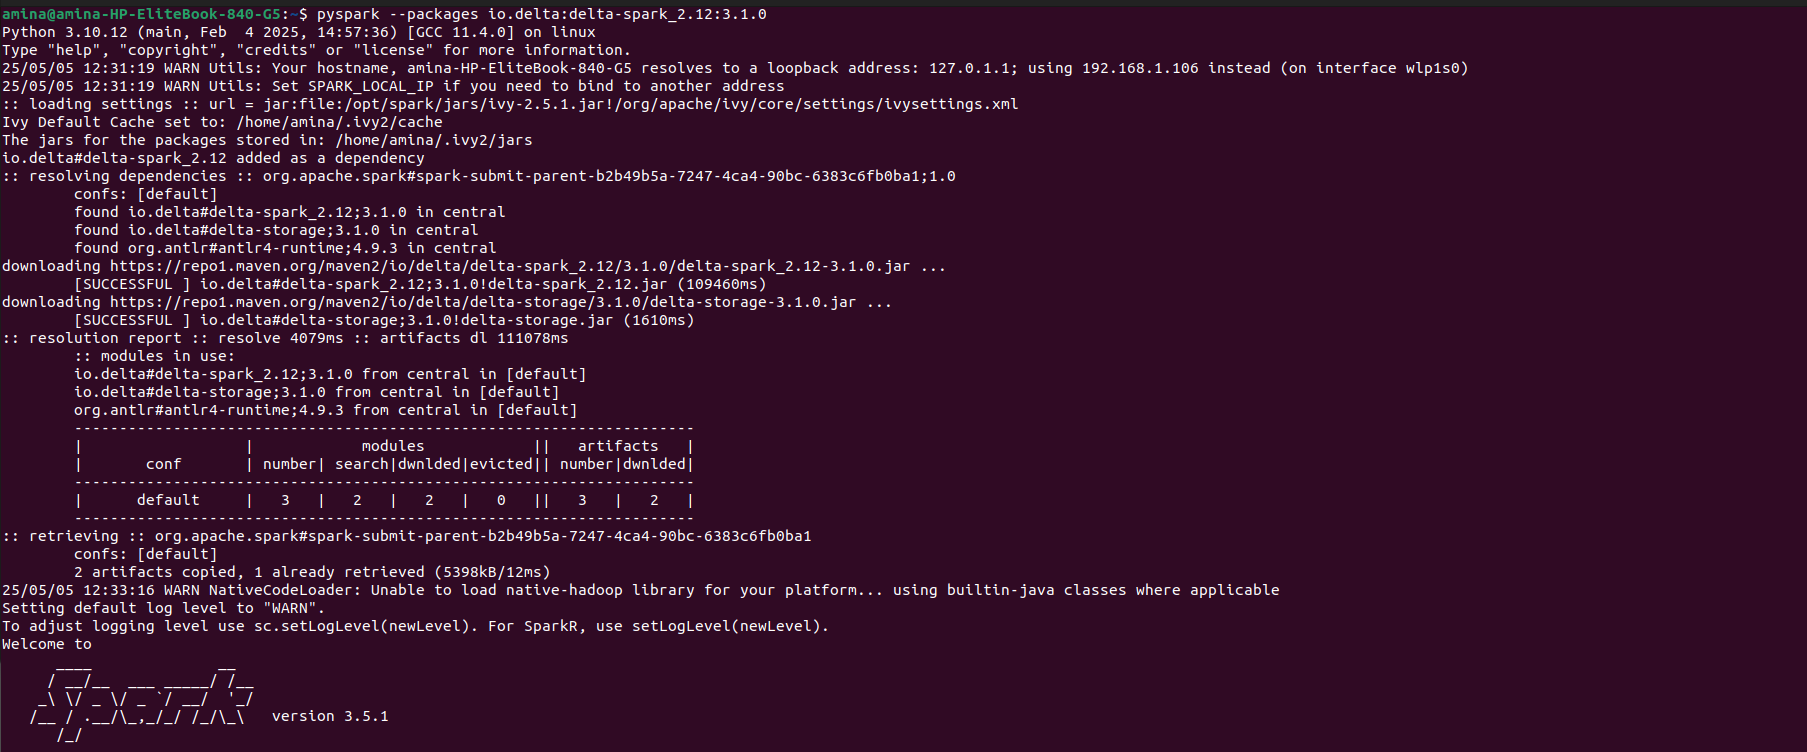 amina@amina-HP-EliteBook-840-G5:~$ pyspark --packages io.delta:delta-spark_2.12:3.1.0
Python 3.10.12 (main, Feb  4 2025, 14:57:36) [GCC 11.4.0] on linux
Type "help", "copyright", "credits" or "license" for more information.
25/05/05 12:31:19 WARN Utils: Your hostname, amina-HP-EliteBook-840-G5 resolves to a loopback address: 127.0.1.1; using 192.168.1.106 instead (on interface wlp1s0)
25/05/05 12:31:19 WARN Utils: Set SPARK_LOCAL_IP if you need to bind to another address
:: loading settings :: url = jar:file:/opt/spark/jars/ivy-2.5.1.jar!/org/apache/ivy/core/settings/ivysettings.xml
Ivy Default Cache set to: /home/amina/.ivy2/cache
The jars for the packages stored in: /home/amina/.ivy2/jars
io.delta#delta-spark_2.12 added as a dependency
:: resolving dependencies :: org.apache.spark#spark-submit-parent-b2b49b5a-7247-4ca4-90bc-6383c6fb0ba1;1.0
        confs: [default]
        found io.delta#delta-spark_2.12;3.1.0 in central
        found io.delta#delta-storage;3.1.0 in central
        found org.antlr#antlr4-runtime;4.9.3 in central
downloading https://repo1.maven.org/maven2/io/delta/delta-spark_2.12/3.1.0/delta-spark_2.12-3.1.0.jar ...
        [SUCCESSFUL ] io.delta#delta-spark_2.12;3.1.0!delta-spark_2.12.jar (109460ms)
downloading https://repo1.maven.org/maven2/io/delta/delta-storage/3.1.0/delta-storage-3.1.0.jar ...
        [SUCCESSFUL ] io.delta#delta-storage;3.1.0!delta-storage.jar (1610ms)
:: resolution report :: resolve 4079ms :: artifacts dl 111078ms
        :: modules in use:
        io.delta#delta-spark_2.12;3.1.0 from central in [default]
        io.delta#delta-storage;3.1.0 from central in [default]
        org.antlr#antlr4-runtime;4.9.3 from central in [default]
        ---------------------------------------------------------------------
        |                  |            modules            ||   artifacts   |
        |       conf       | number| search|dwnlded|evicted|| number|dwnlded|
        ---------------------------------------------------------------------
        |      default     |   3   |   2   |   2   |   0   ||   3   |   2   |
        ---------------------------------------------------------------------
:: retrieving :: org.apache.spark#spark-submit-parent-b2b49b5a-7247-4ca4-90bc-6383c6fb0ba1
        confs: [default]
        2 artifacts copied, 1 already retrieved (5398kB/12ms)
25/05/05 12:33:16 WARN NativeCodeLoader: Unable to load native-hadoop library for your platform... using builtin-java classes where applicable
Setting default log level to "WARN".
To adjust logging level use sc.setLogLevel(newLevel). For SparkR, use setLogLevel(newLevel).
Welcome to
      ____              __
     / __/__  ___ _____/ /__
    _\ \/ _ \/ _ `/ __/  '_/
   /__ / .__/\_,_/_/ /_/\_\   version 3.5.1
      /_/